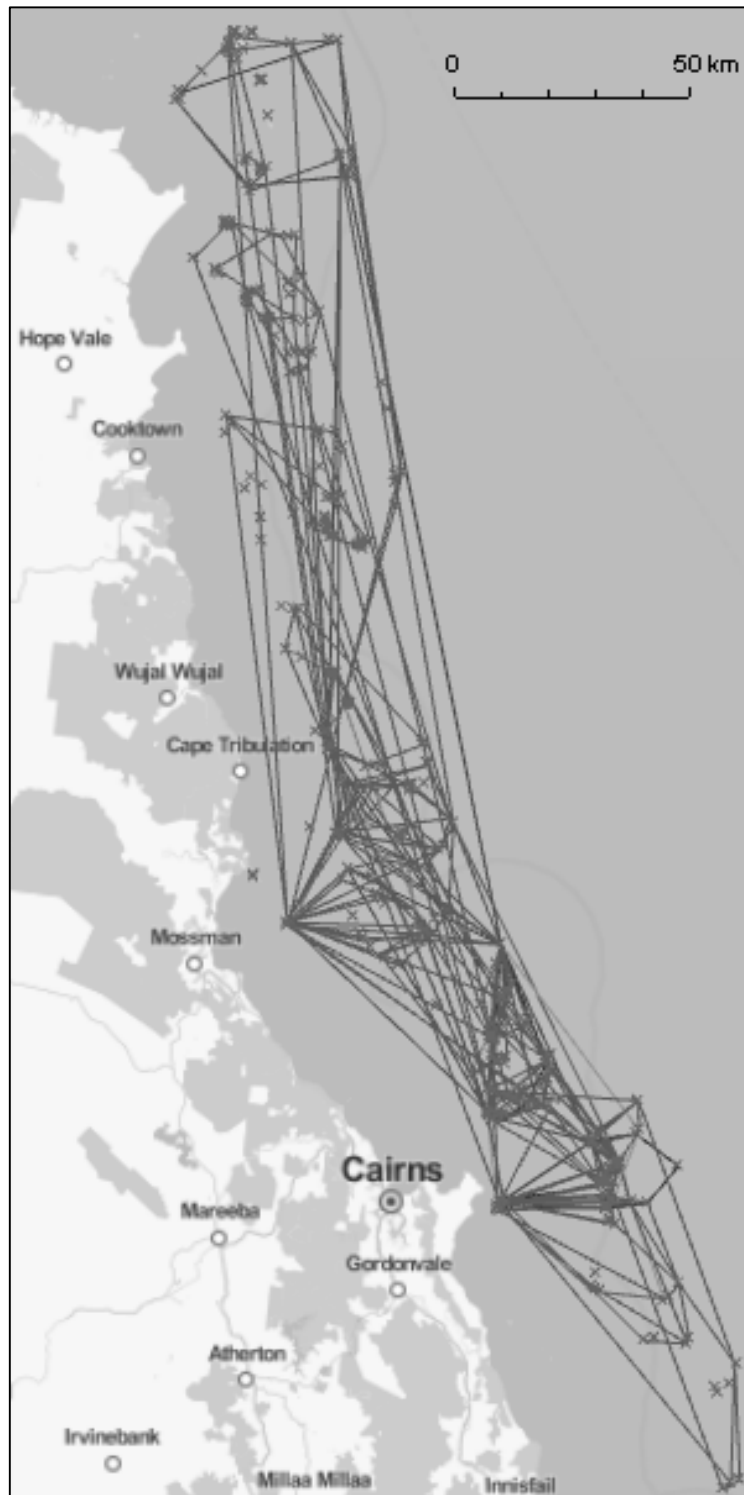 0 50 km
Hope Vale
Cooktown
Wujal Wujal
Cape Tribulation
Mossman
Cairns
Mareeba
Gordonvale
Atherton
Irvinebank
Millaa Millaa
Innisfail